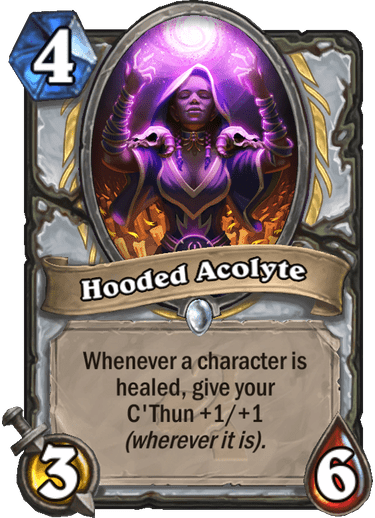 4
Hooded Acolyte
Whenever a character is
healed, give your
C'Thun +1/+1
(wherever it is).
3
6